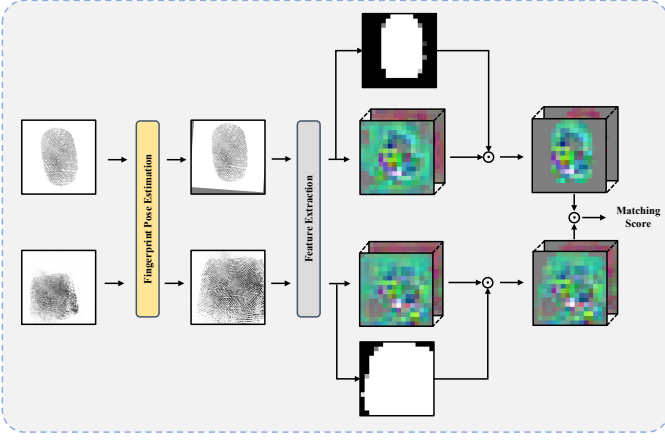 Fingerprint Pose Estimation
Feature Extraction
Matching
Score